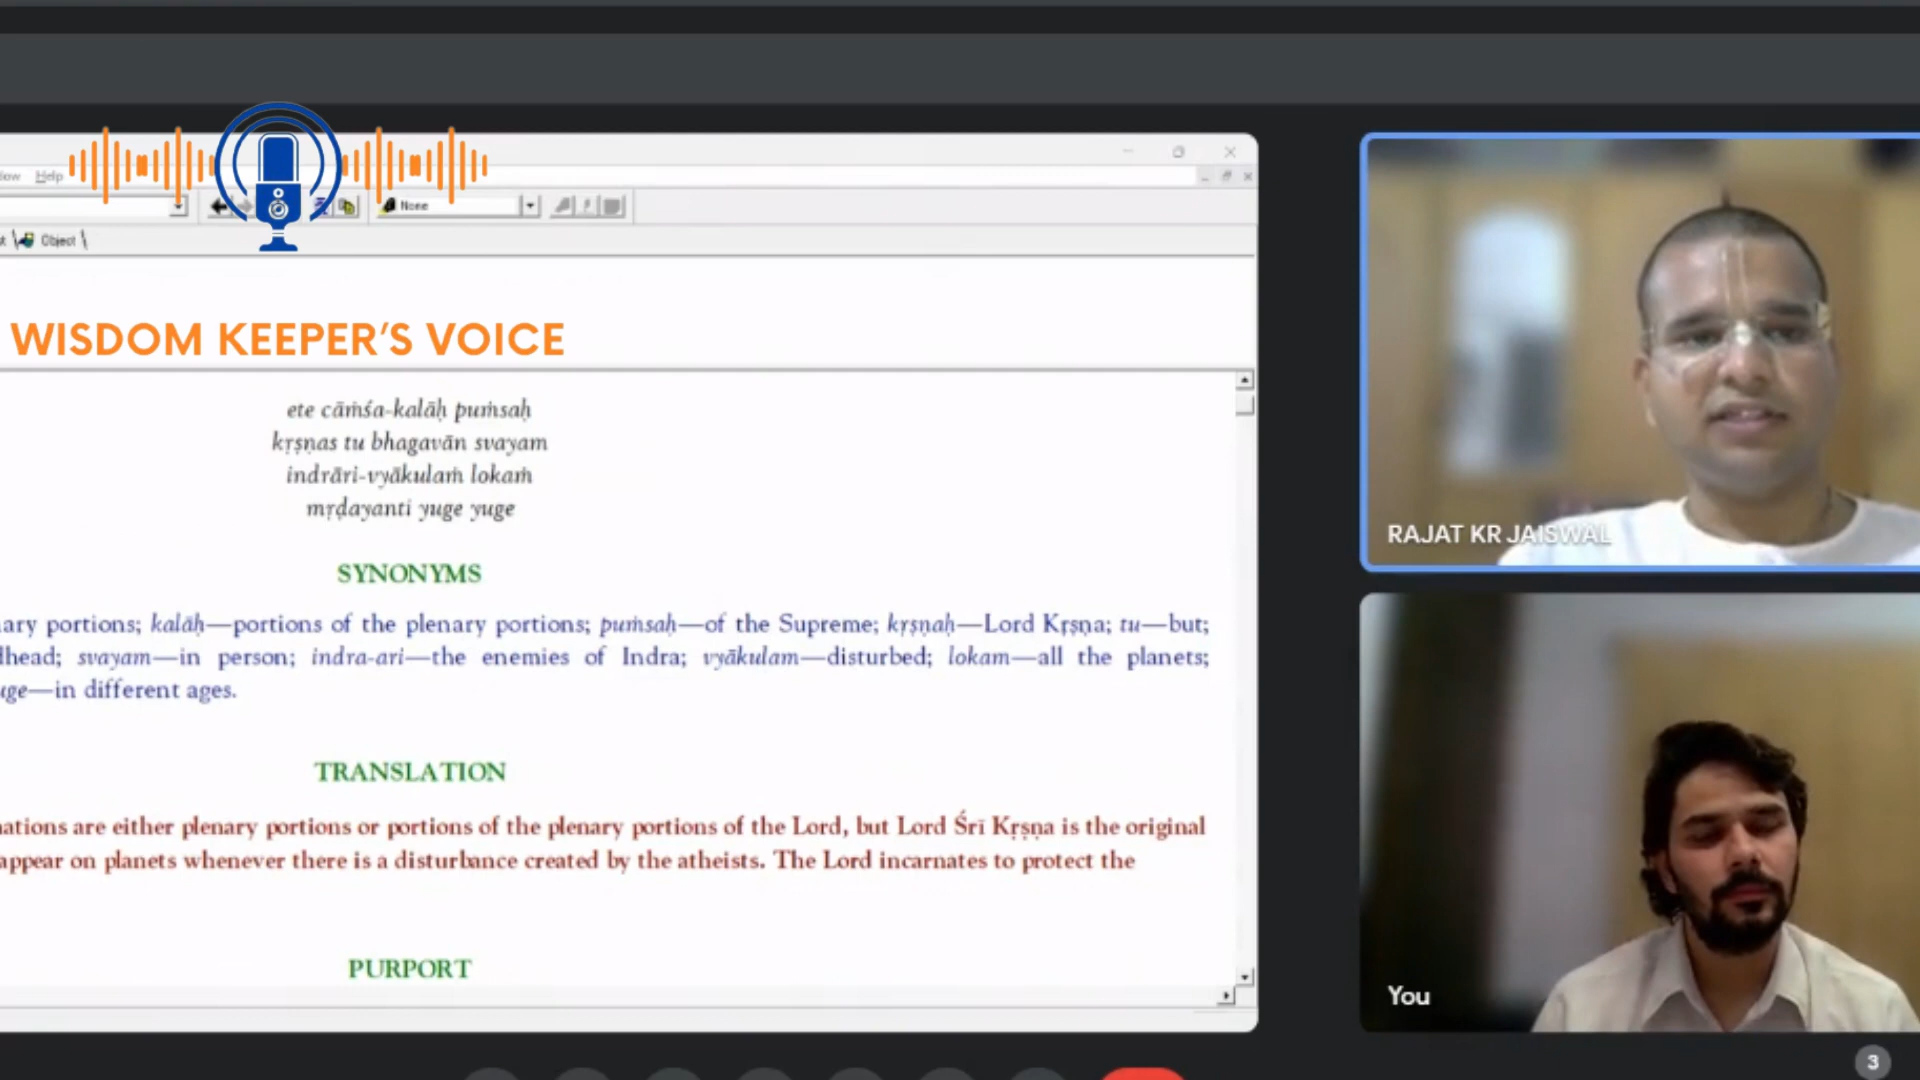 Help
None
Object
WISDOM KEEPER'S VOICE
ete cāṁśa-kalāḥ puṁsaḥ
kṛṣṇas tu bhagavān svayam
indrāri-vyākulaṁ lokaṁ
mṛḍayanti yuge yuge
SYNONYMS
ary portions; kalāḥ—portions of the plenary portions; puṁsaḥ—of the Supreme; kṛṣṇaḥ—Lord Kṛṣṇa; tu—but;
head; svayam—in person; indra-ari—the enemies of Indra; vyākulam—disturbed; lokam—all the planets;
uge—in different ages.
TRANSLATION
ations are either plenary portions or portions of the plenary portions of the Lord, but Lord Śrī Kṛṣṇa is the original
appear on planets whenever there is a disturbance created by the atheists. The Lord incarnates to protect the
PURPORT
RAJAT KR JAISWAL
You
3